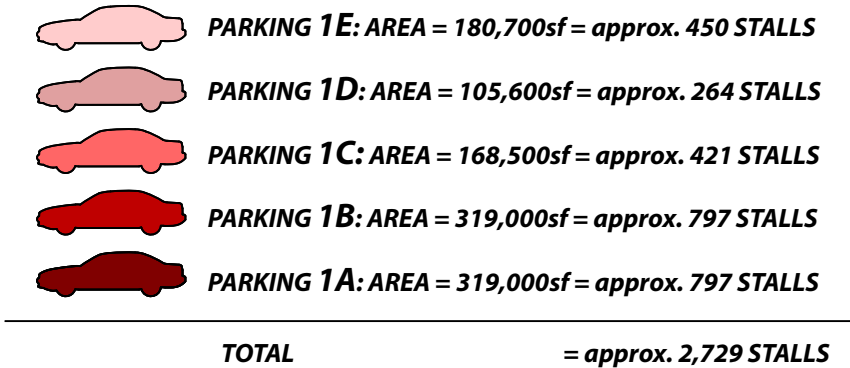 PARKING 1E: AREA = 180,700sf = approx. 450 STALLS
PARKING 1D: AREA = 105,600sf = approx. 264 STALLS
PARKING 1C: AREA = 168,500sf = approx. 421 STALLS
PARKING 1B: AREA = 319,000sf = approx. 797 STALLS
PARKING 1A: AREA = 319,000sf = approx. 797 STALLS
TOTAL = approx. 2,729 STALLS